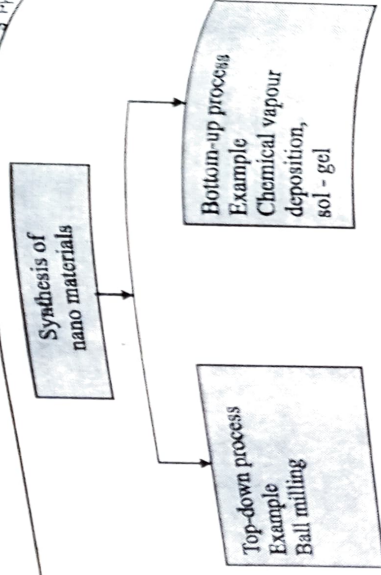 Synthesis of
nano materials
Top-down process
Example
Ball milling
Bottom-up process
Example
Chemical vapour
deposition,
sol - gel